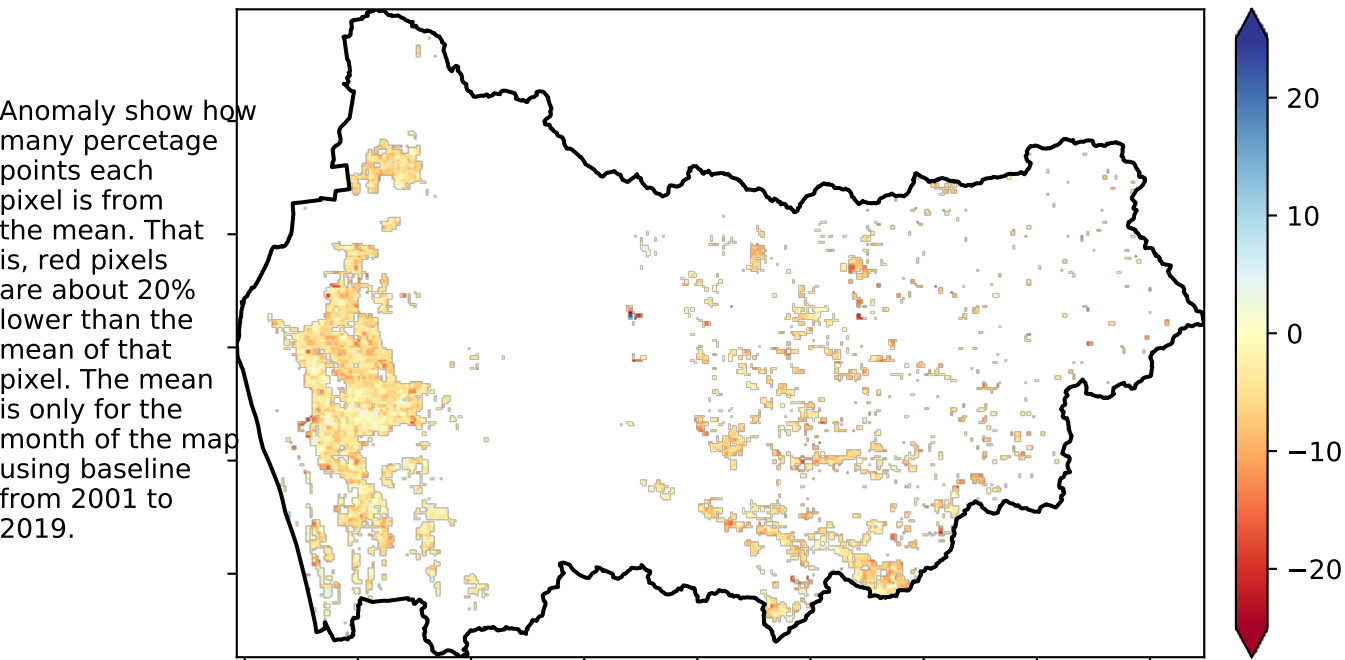 Anomaly show how
many percetage
points each
pixel is from
the mean. That
is, red pixels
are about 20%
lower than the
mean of that
pixel. The mean
is only for the
month of the map
using baseline
from 2001 to
2019.
20
10
0
−10
−20